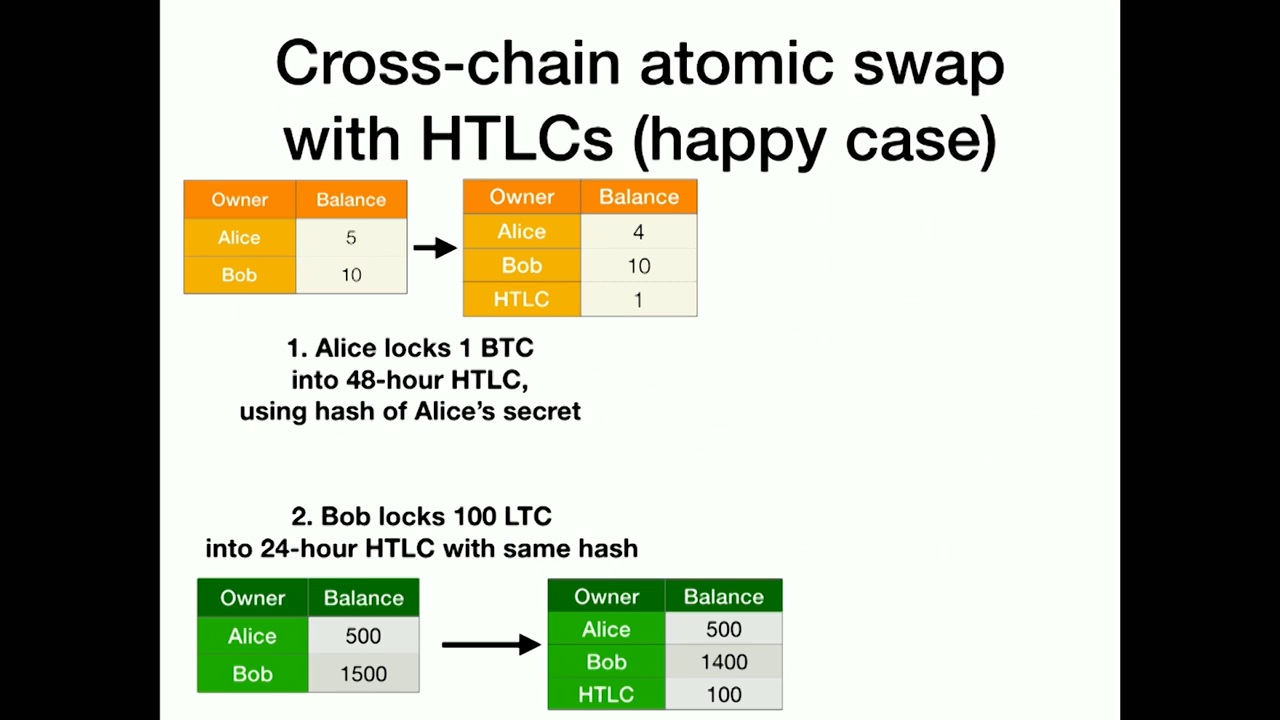 Cross-chain atomic swap
with HTLCs (happy case)
Owner Balance
Alice 5
Bob 10
Owner Balance
Alice 4
Bob 10
HTLC 1
1. Alice locks 1 BTC
into 48-hour HTLC,
using hash of Alice’s secret
2. Bob locks 100 LTC
into 24-hour HTLC with same hash
Owner Balance
Alice 500
Bob 1500
Owner Balance
Alice 500
Bob 1400
HTLC 100